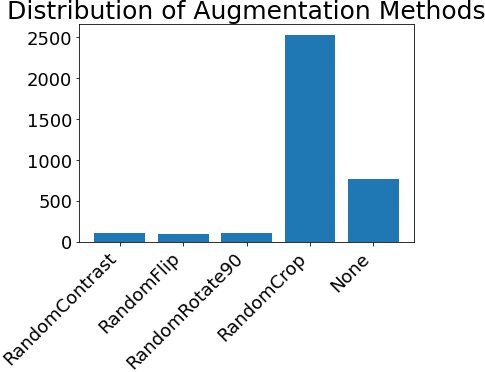 Distribution of Augmentation Methods
2500
2000
1500
1000
500
0
RandomContrast
RandomFlip
RandomRotate90
RandomCrop
None